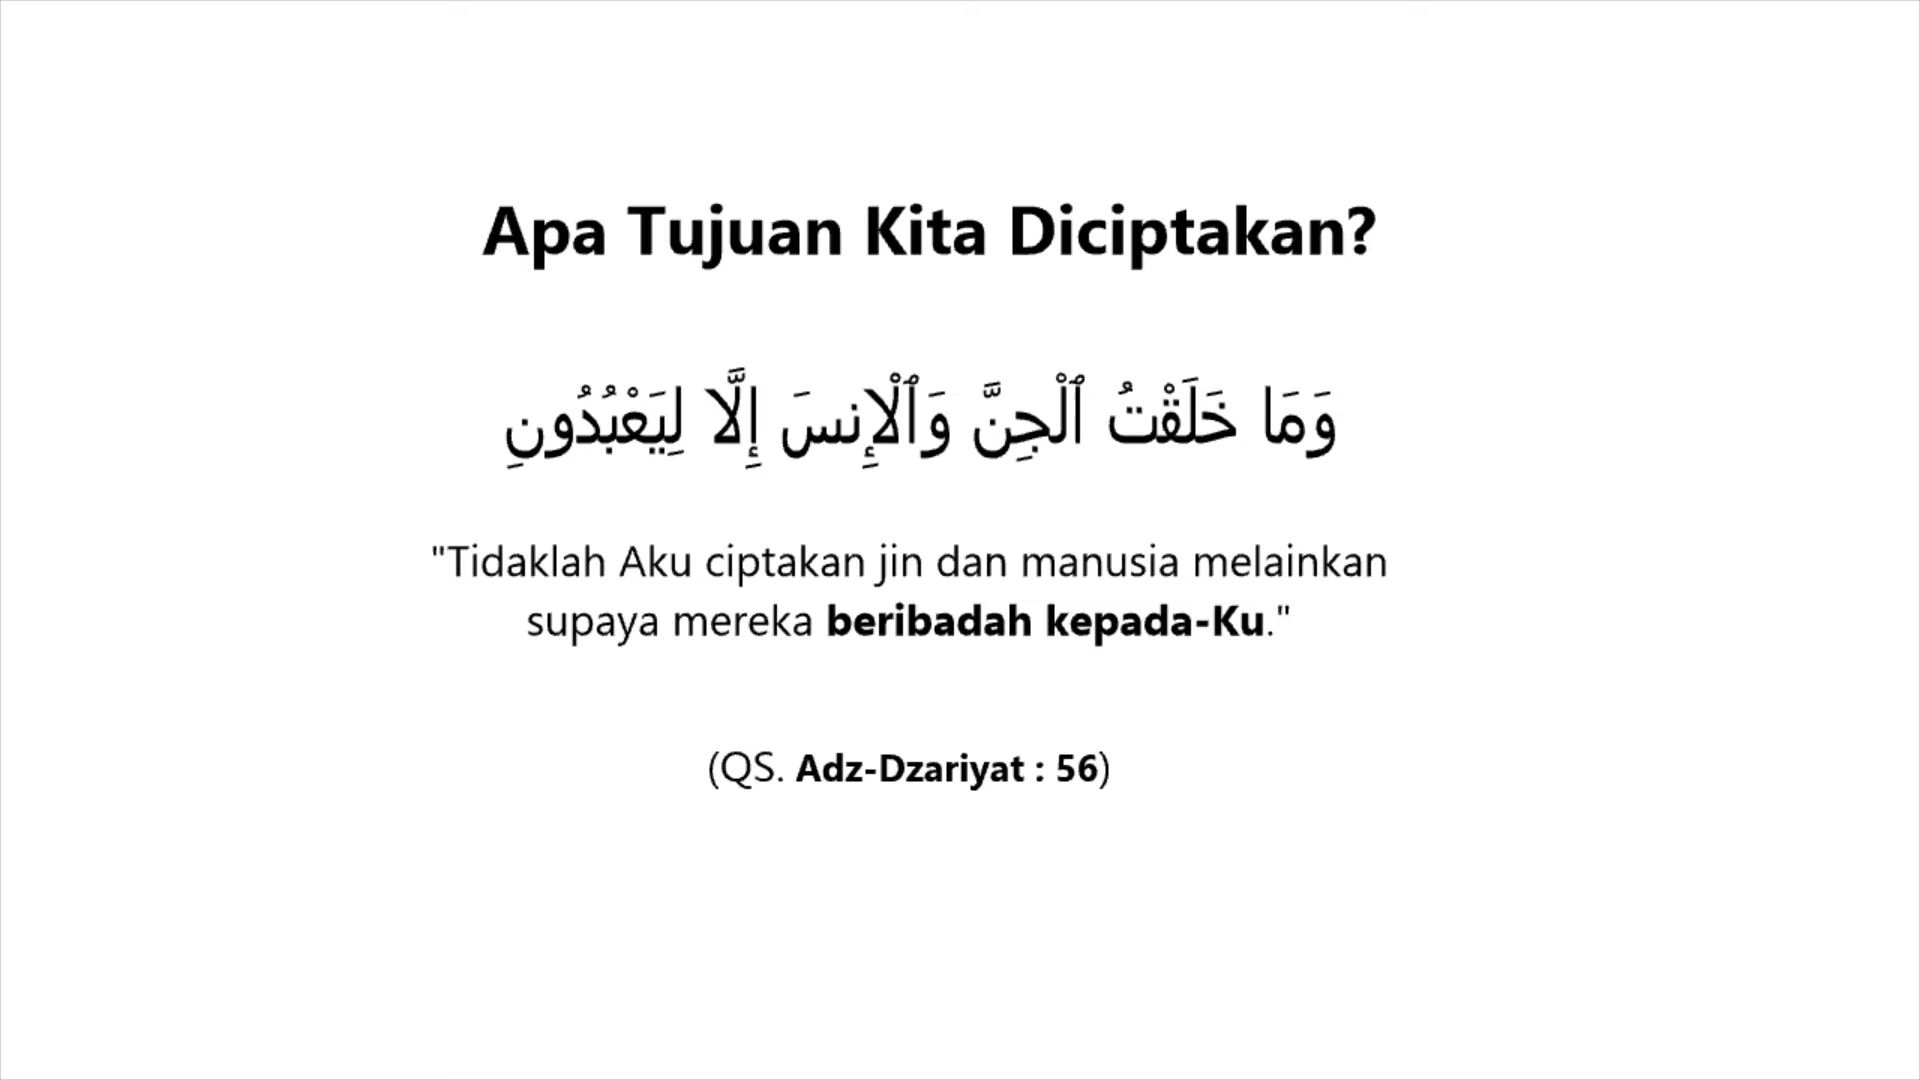 Apa Tujuan Kita Diciptakan?
وَمَا خَلَقْتُ ٱلْجِنَّ وَٱلْإِنسَ إِلَّا لِيَعْبُدُونِ
"Tidaklah Aku ciptakan jin dan manusia melainkan
supaya mereka beribadah kepada-Ku."
(QS. Adz-Dzariyat : 56)